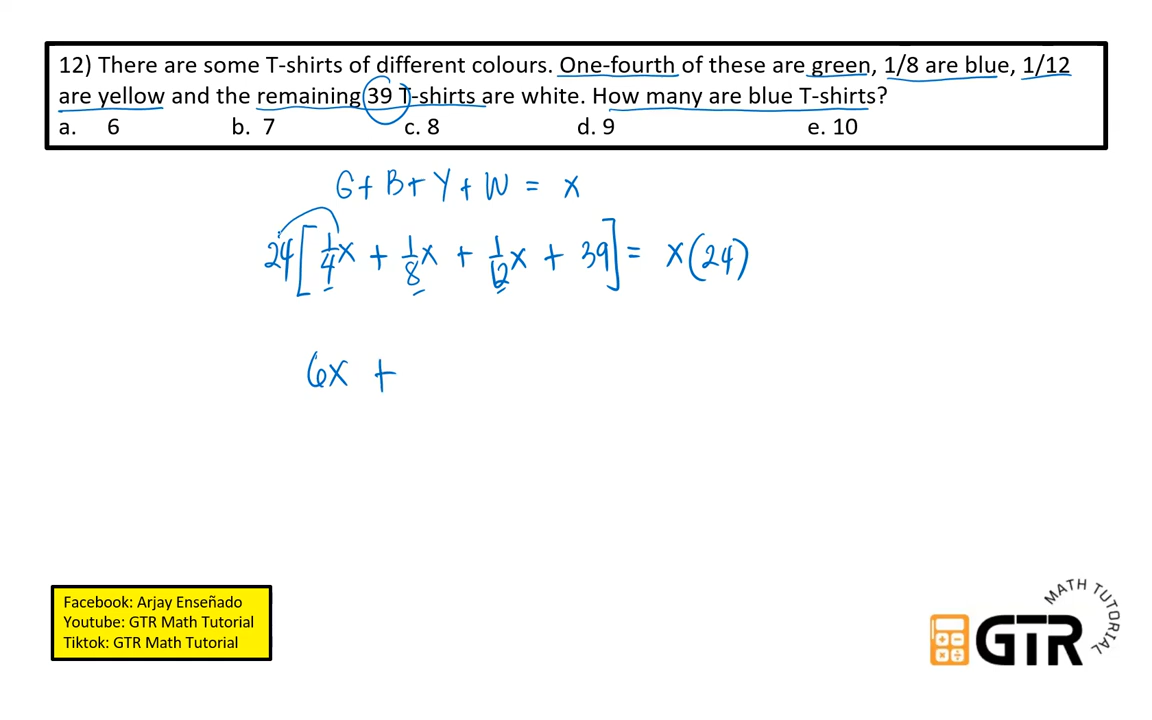 12) There are some T-shirts of different colours. One-fourth of these are green, 1/8 are blue, 1/12
are yellow and the remaining 39 T-shirts are white. How many are blue T-shirts?
a. 6 b. 7 c. 8 d. 9 e. 10
G + B + Y + W = x
24[1/4x + 1/8x + 1/12x + 39] = x(24)
6x +
Facebook: Arjay Enseñado
Youtube: GTR Math Tutorial
Tiktok: GTR Math Tutorial
GTR MATH TUTORIAL